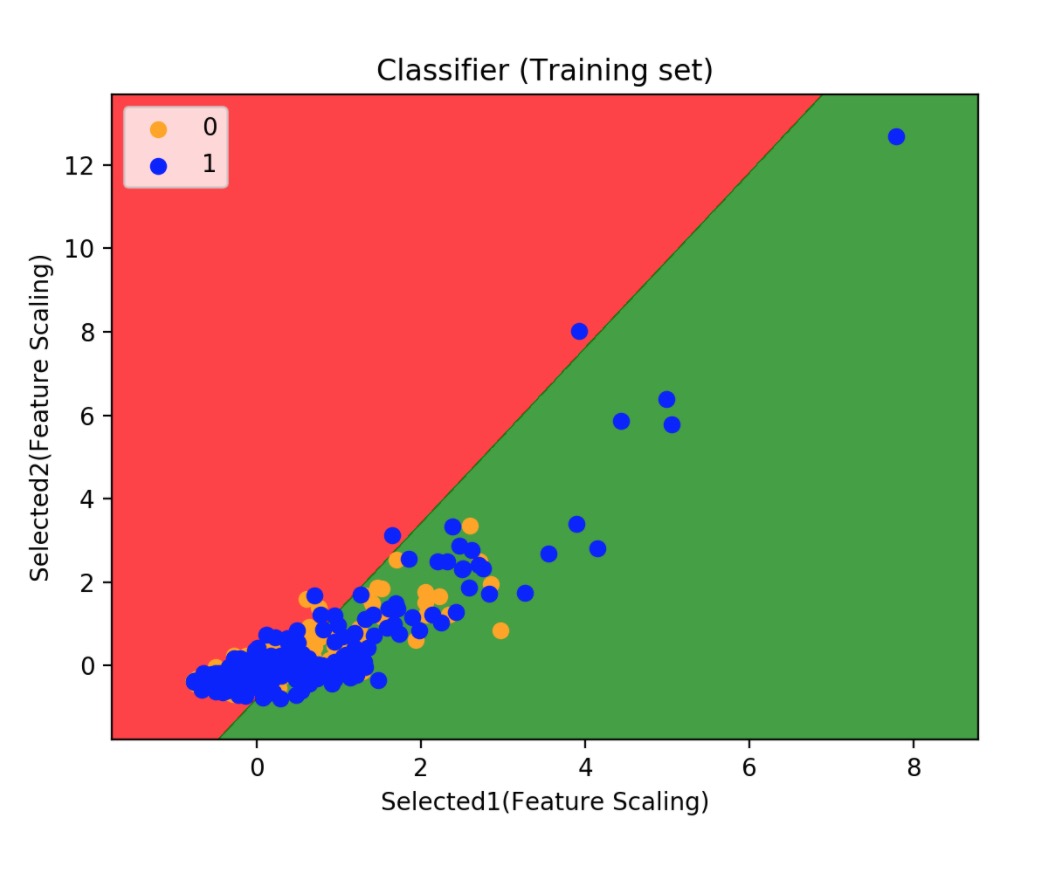 Classifier (Training set)
0
1
12
10
8
6
4
2
0
Selected2(Feature Scaling)
0 2 4 6 8
Selected1(Feature Scaling)